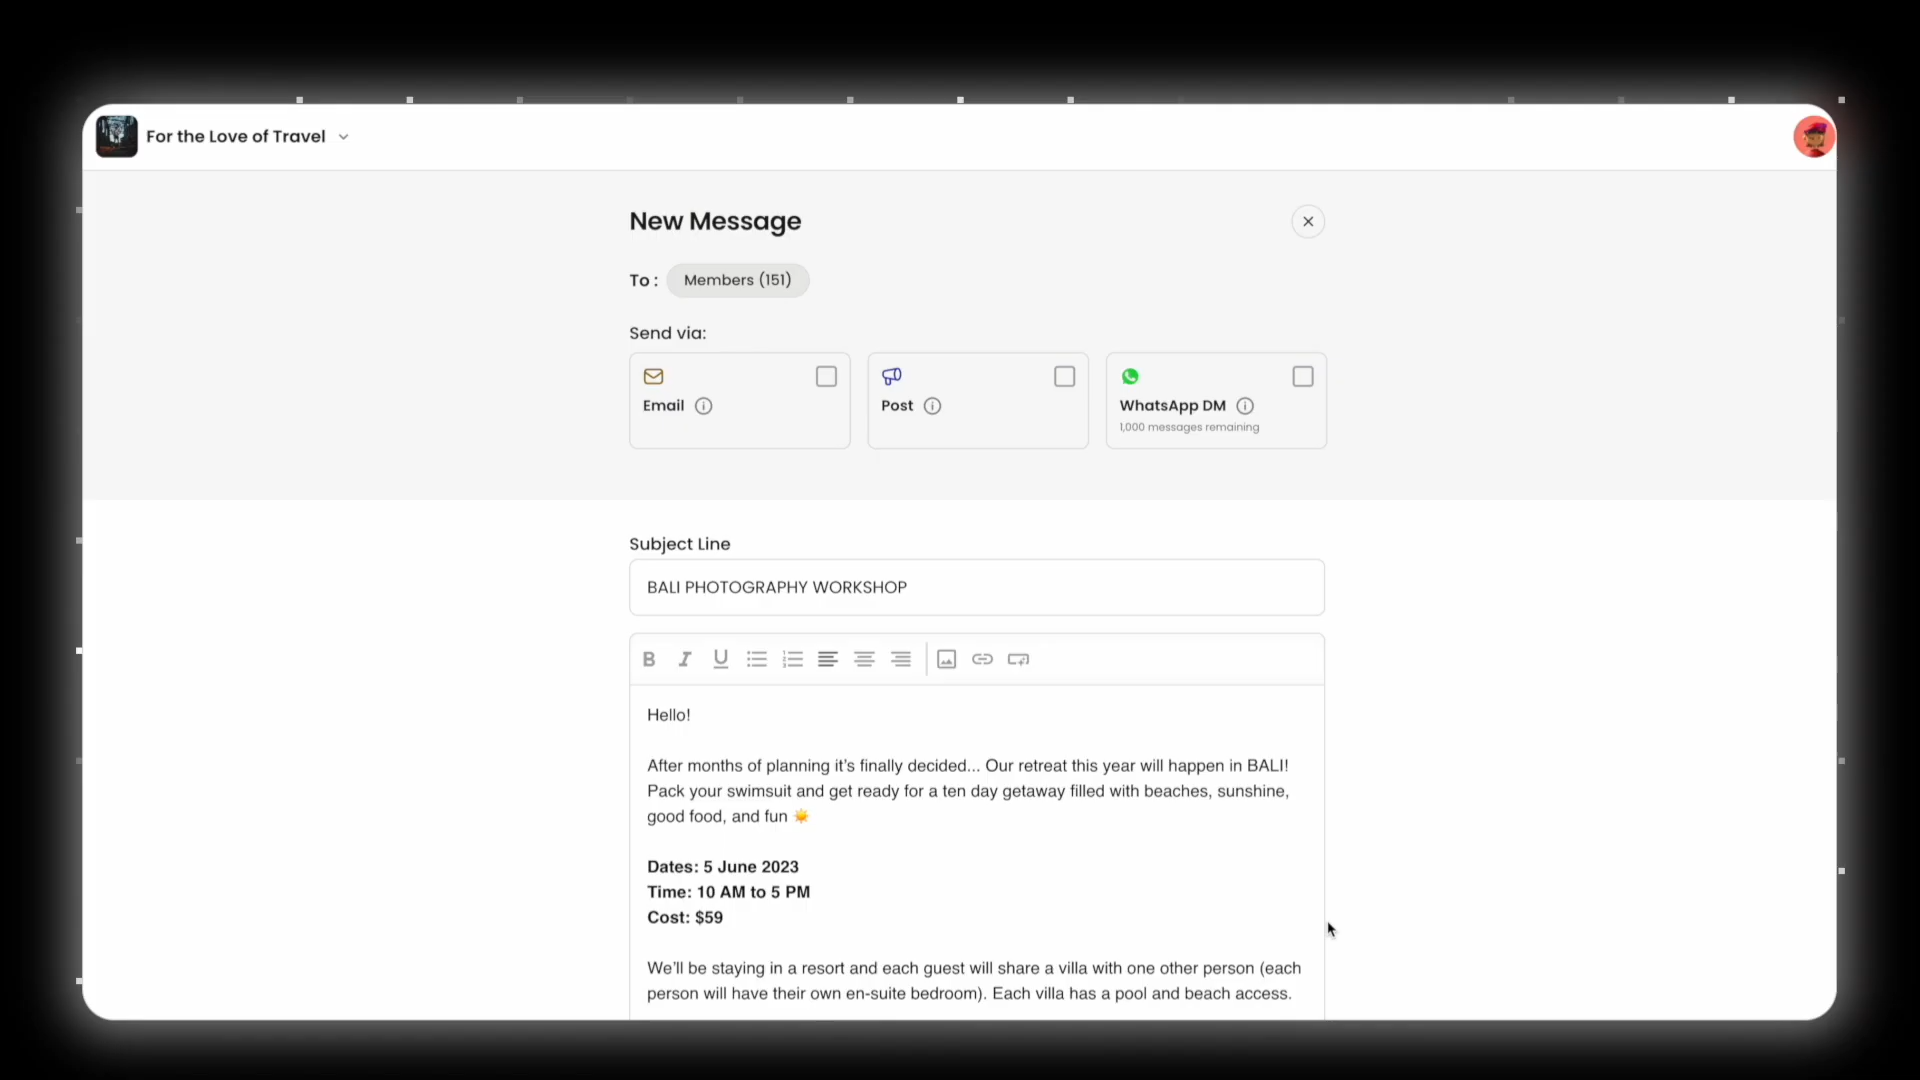 For the Love of Travel
New Message
To : Members (151)
Send via:
Email
Post
WhatsApp DM
1,000 messages remaining
Subject Line
BALI PHOTOGRAPHY WORKSHOP
Hello!
After months of planning it's finally decided... Our retreat this year will happen in BALI!
Pack your swimsuit and get ready for a ten day getaway filled with beaches, sunshine,
good food, and fun ☀️
Dates: 5 June 2023
Time: 10 AM to 5 PM
Cost: $59
We'll be staying in a resort and each guest will share a villa with one other person (each
person will have their own en-suite bedroom). Each villa has a pool and beach access.